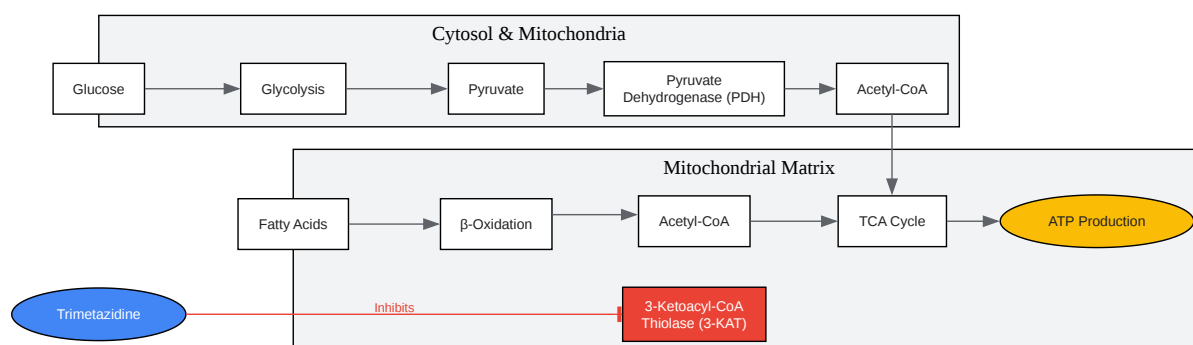 Cytosol & Mitochondria
Glucose
Glycolysis
Pyruvate
Pyruvate
Dehydrogenase (PDH)
Acetyl-CoA
Mitochondrial Matrix
Fatty Acids
β-Oxidation
Acetyl-CoA
TCA Cycle
ATP Production
Trimetazidine
Inhibits
3-Ketoacyl-CoA
Thiolase (3-KAT)